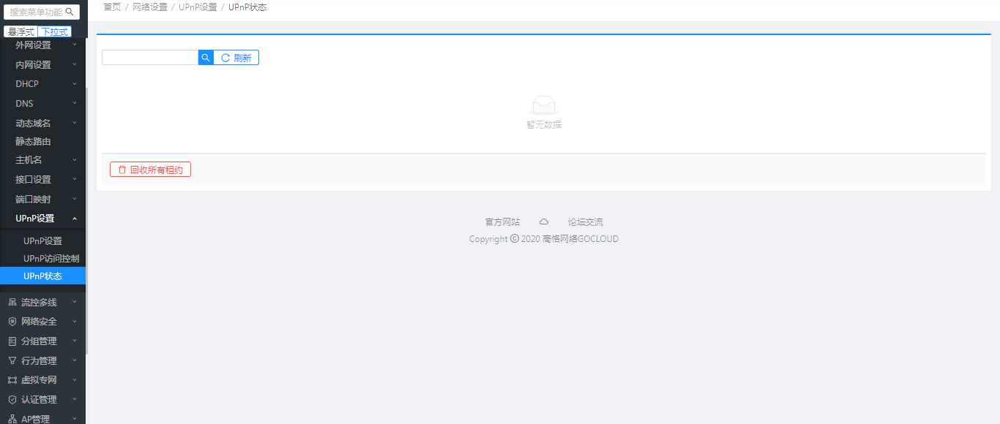 搜索菜单功能
悬浮式 下拉式
外网设置
内网设置
DHCP
DNS
动态域名
静态路由
主机名
接口设置
端口映射
UPnP设置
UPnP设置
UPnP访问控制
UPnP状态
流控多线
网络安全
分组管理
行为管理
虚拟专网
认证管理
AP管理
首页 / 网络设置 / UPnP设置 / UPnP状态
刷新
暂无数据
回收所有租约
官方网站 论坛交流
Copyright © 2020 高恪网络GOCLOUD